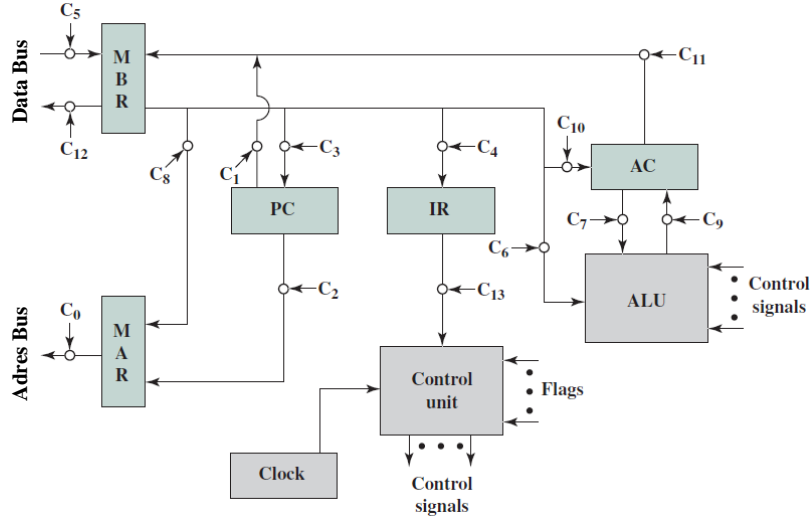 C5
Data Bus
M
B
R
C11
C12
C10
C8
C1
C3
C4
AC
PC
IR
C7
C9
C6
C2
C13
ALU
Control
signals
Adres Bus
C0
M
A
R
Control
unit
Flags
Clock
Control
signals